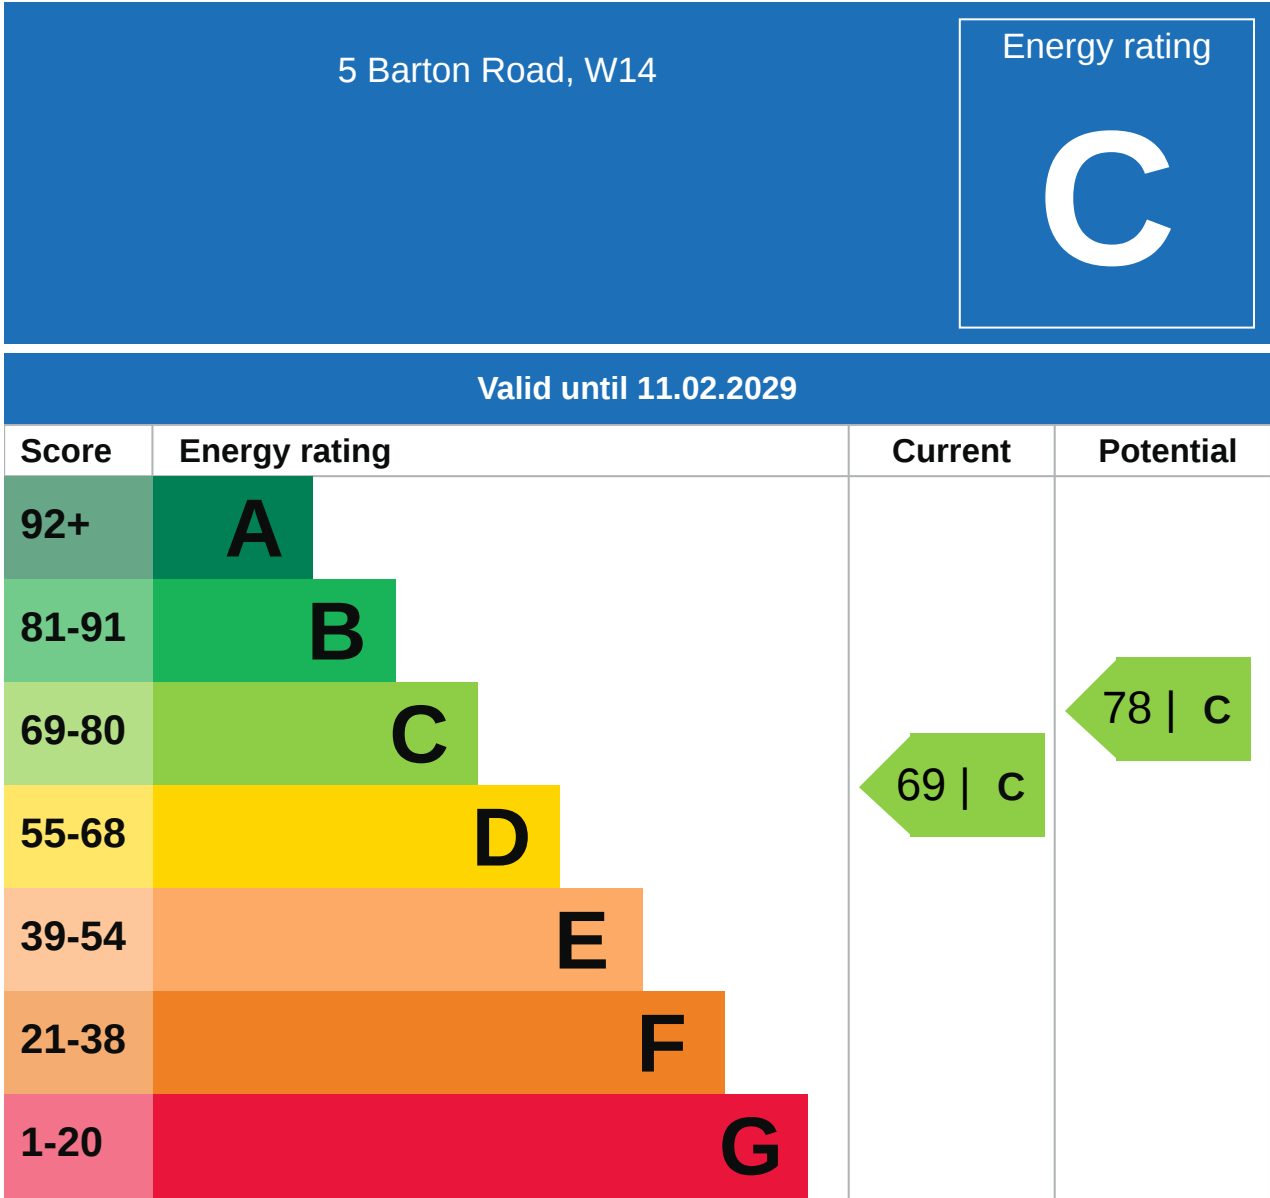 5 Barton Road, W14
Energy rating
C
Valid until 11.02.2029
Score Energy rating Current Potential
92+ A
81-91 B
69-80 C
55-68 D
39-54 E
21-38 F
1-20 G
69 | C
78 | C